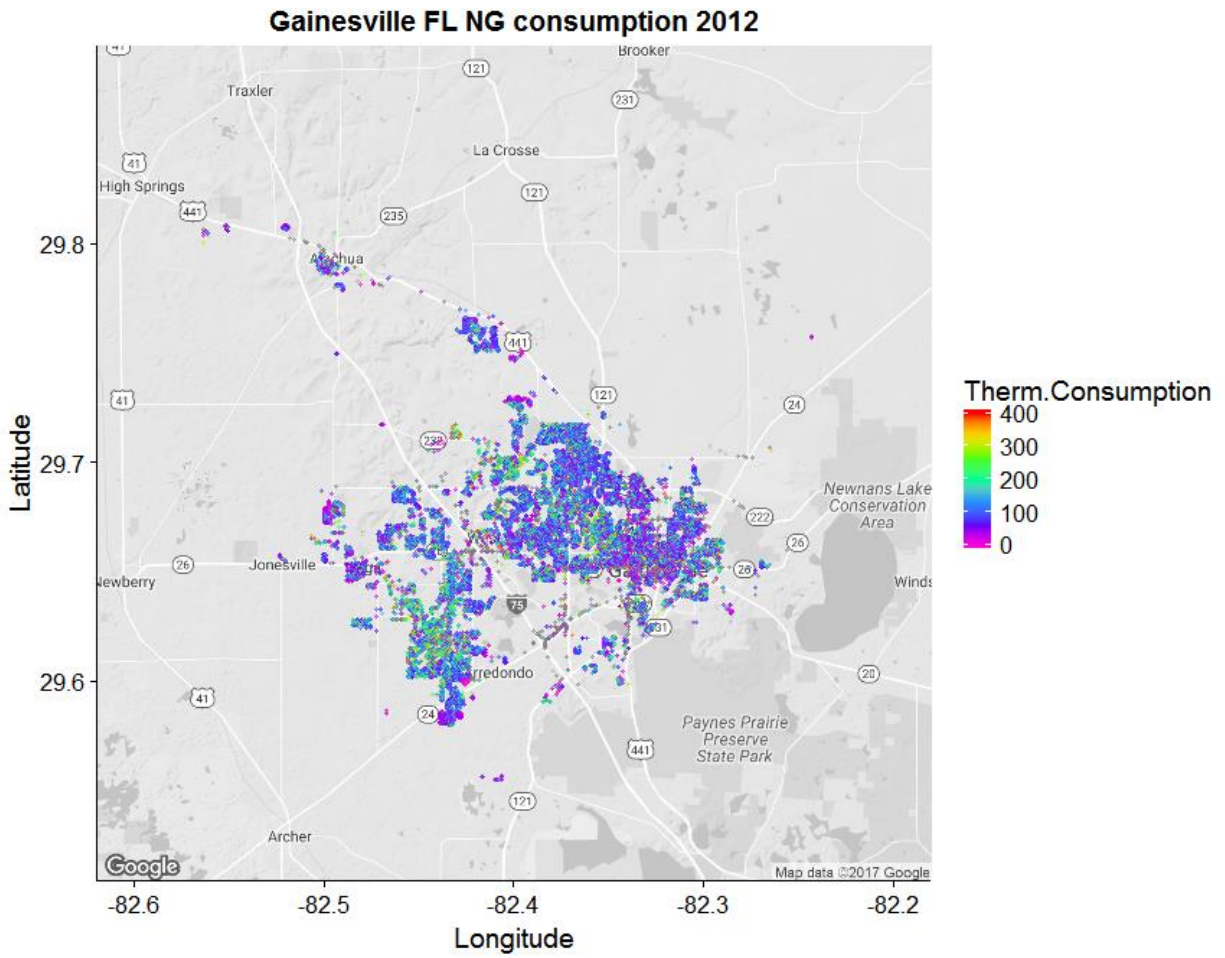 Gainesville FL NG consumption 2012
41
Brooker
121
Traxler
231
La Crosse
41
High Springs
121
441
235
29.8
Alachua
441
121
41
24
Therm.Consumption
400
300
200
100
0
232
29.7
Latitude
Newnans Lake
Conservation
Area
222
26
26
Jonesville
26
Newberry
Winds
75
331
Arredondo
20
29.6
41
24
Paynes Prairie
Preserve
State Park
441
121
Archer
Google
Map data ©2017 Google
-82.6
-82.5
-82.4
-82.3
-82.2
Longitude